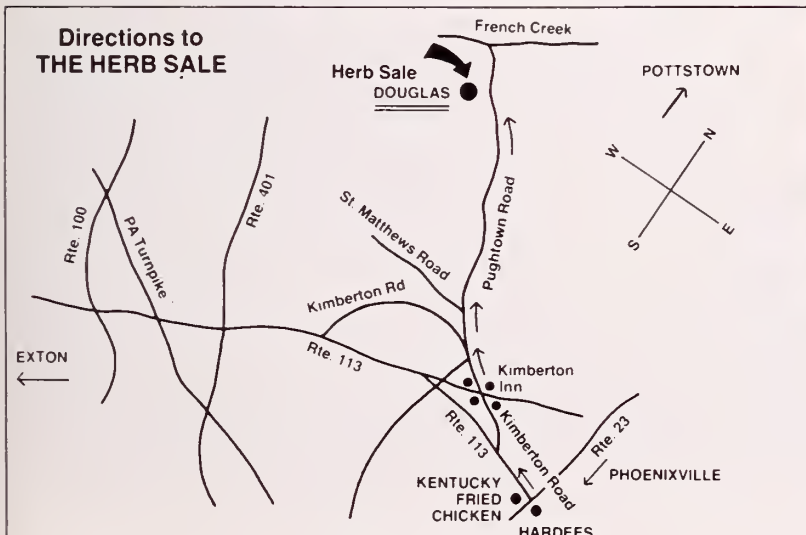 Directions to
THE HERB SALE
French Creek
Herb Sale
DOUGLAS
POTTSTOWN
N
W
E
S
Rte. 100
PA Turnpike
Rte. 401
St. Matthews Road
Pughtown Road
Kimberton Rd
EXTON
Rte. 113
Kimberton
Inn
Kimberton Road
Rte. 113
Rte. 23
PHOENIXVILLE
KENTUCKY
FRIED
CHICKEN
HARDEES